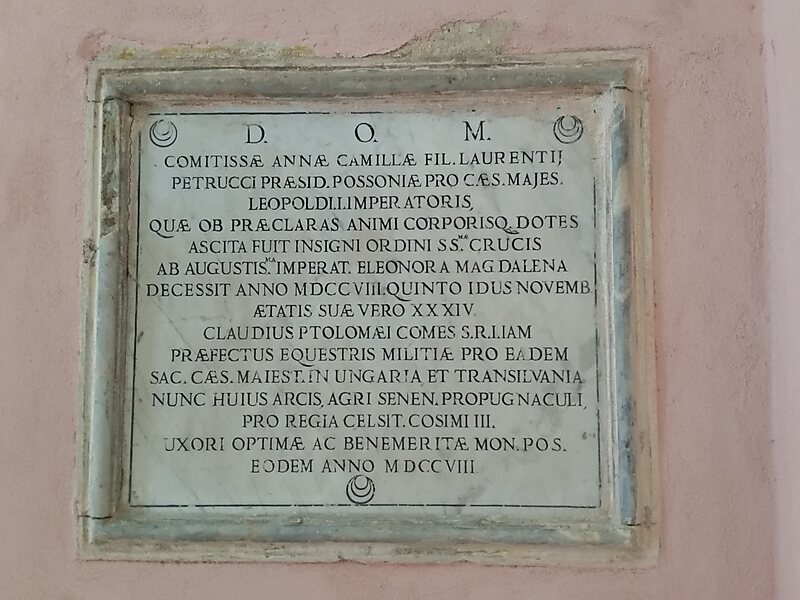 D. O. M.
COMITISSÆ ANNÆ CAMILLÆ FIL. LAURENTIJ
PETRUCCI PRÆSID. POSSONIÆ PRO CÆS. MAJES.
LEOPOLDI.I.IMPERATORIS,
QUÆ OB PRÆCLARAS ANIMI CORPORISQ. DOTES
ASCITA FUIT INSIGNI ORDINI SS.MÆ CRUCIS
AB AUGUSTIS.MA IMPERAT. ELEONORA MAGDALENA
DECESSIT ANNO MDCCVIII. QUINTO IDUS NOVEMB.
ÆTATIS SUÆ VERO XXXIV.
CLAUDIUS PTOLOMÆI COMES S.R.I. IAM
PRÆFECTUS EQUESTRIS MILITIÆ PRO EADEM
SAC. CÆS. MAIEST. IN UNGARIA, ET TRANSILVANIA
NUNC HUIUS ARCIS, AGRI SENEN. PROPUGNACULI,
PRO REGIA CELSIT. COSIMI III.
UXORI OPTIMÆ AC BENEMERITÆ MON. POS.
EODEM ANNO MDCCVIII